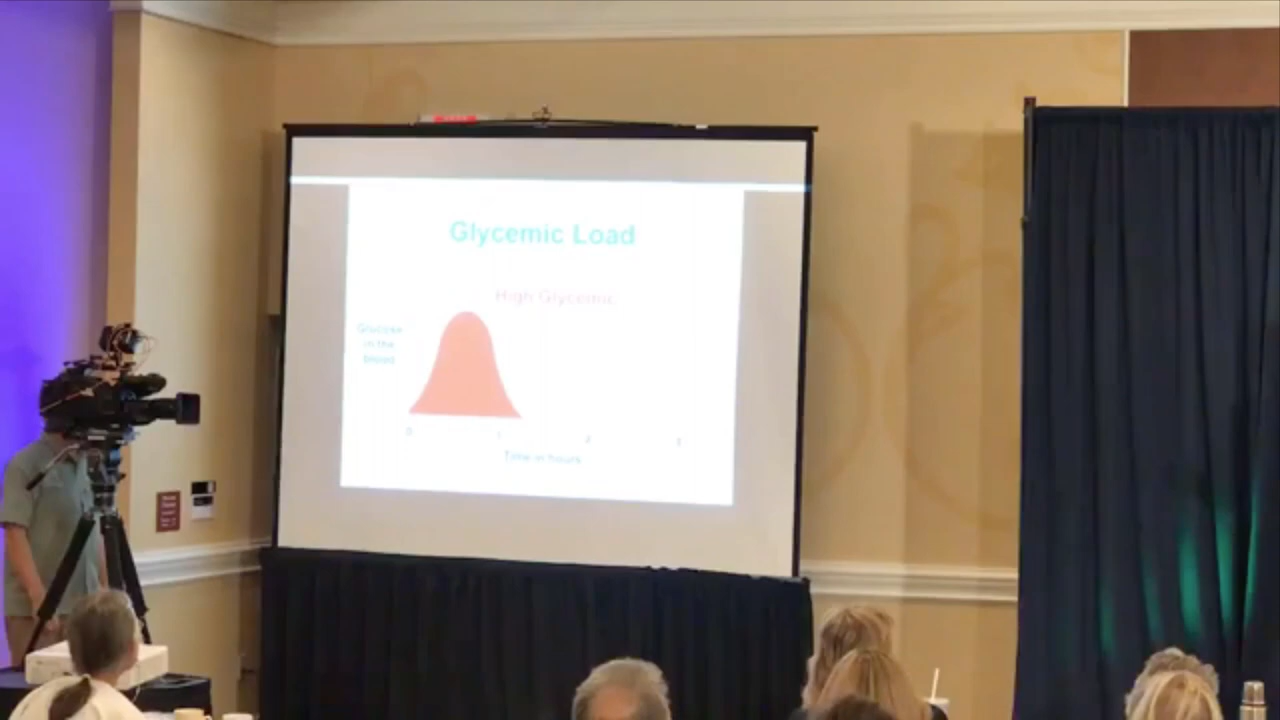 Glycemic Load
High Glycemic
Glucose
in the
blood
0 1 2 3
Time in hours